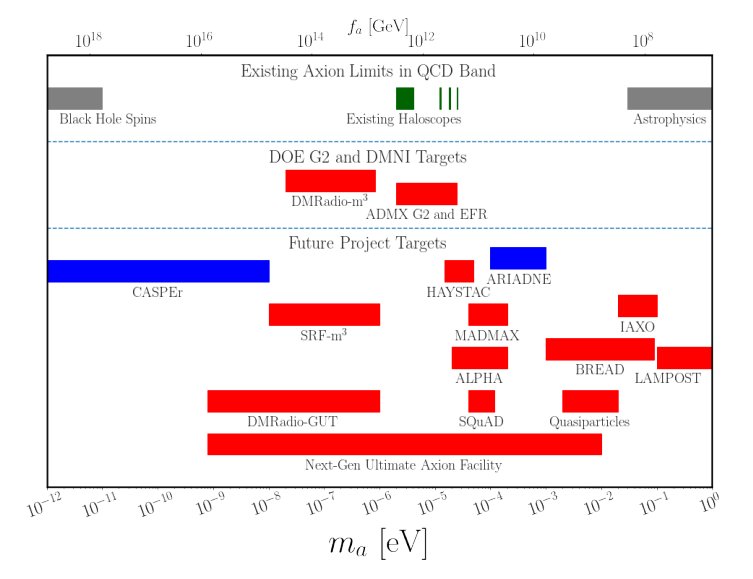 f_a [GeV]
10^18 10^16 10^14 10^12 10^10 10^8
Existing Axion Limits in QCD Band
Black Hole Spins Existing Haloscopes Astrophysics
DOE G2 and DMNI Targets
DMRadio-m^3
ADMX G2 and EFR
Future Project Targets
ARIADNE
CASPEr HAYSTAC
IAXO
SRF-m^3 MADMAX
BREAD
ALPHA LAMPOST
DMRadio-GUT SQuAD Quasiparticles
Next-Gen Ultimate Axion Facility
10^-12 10^-11 10^-10 10^-9 10^-8 10^-7 10^-6 10^-5 10^-4 10^-3 10^-2 10^-1 10^0
m_a [eV]